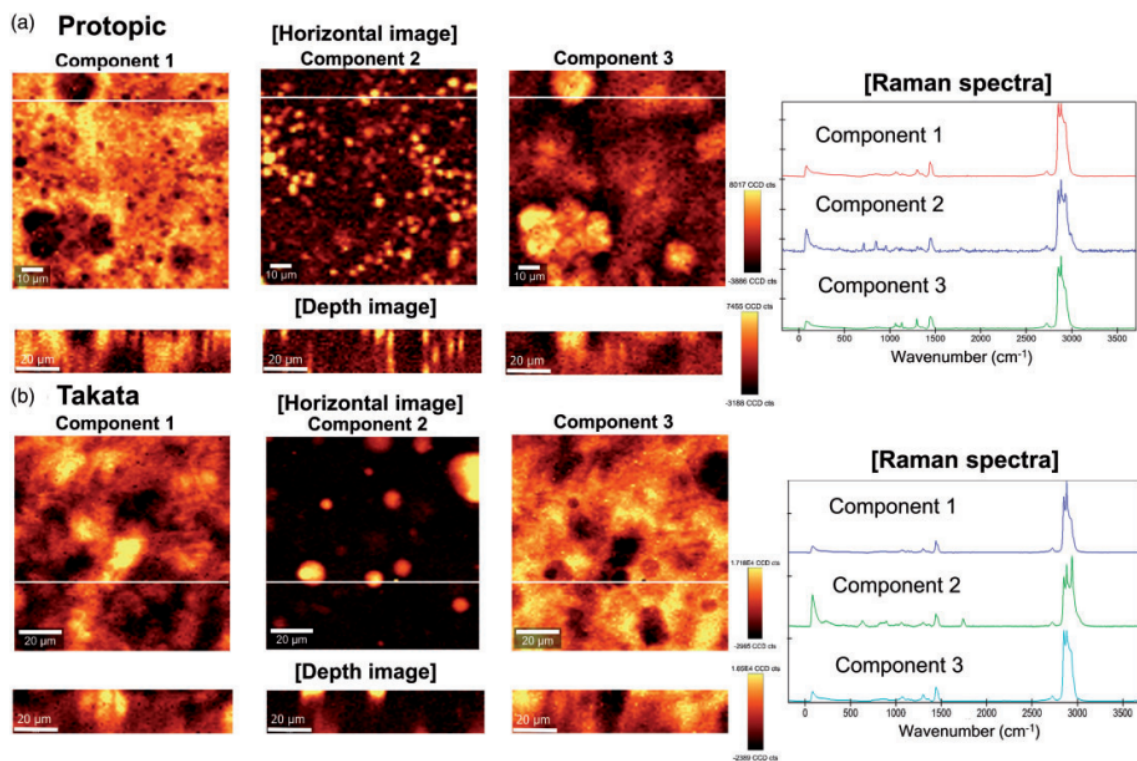 (a) Protopic
[Horizontal image]
Component 1 Component 2 Component 3
[Raman spectra]
Component 1
Component 2
Component 3
8017 CCD cts
-3886 CCD cts
10 μm 10 μm 10 μm
[Depth image]
7455 CCD cts
-3188 CCD cts
20 μm 20 μm 20 μm
0 500 1000 1500 2000 2500 3000 3500
Wavenumber (cm⁻¹)
(b) Takata
[Horizontal image]
Component 1 Component 2 Component 3
[Raman spectra]
Component 1
Component 2
Component 3
CCD cts
CCD cts
20 μm 20 μm 20 μm
[Depth image]
CCD cts
-2389 CCD cts
20 μm 20 μm 20 μm
0 500 1000 1500 2000 2500 3000 3500
Wavenumber (cm⁻¹)